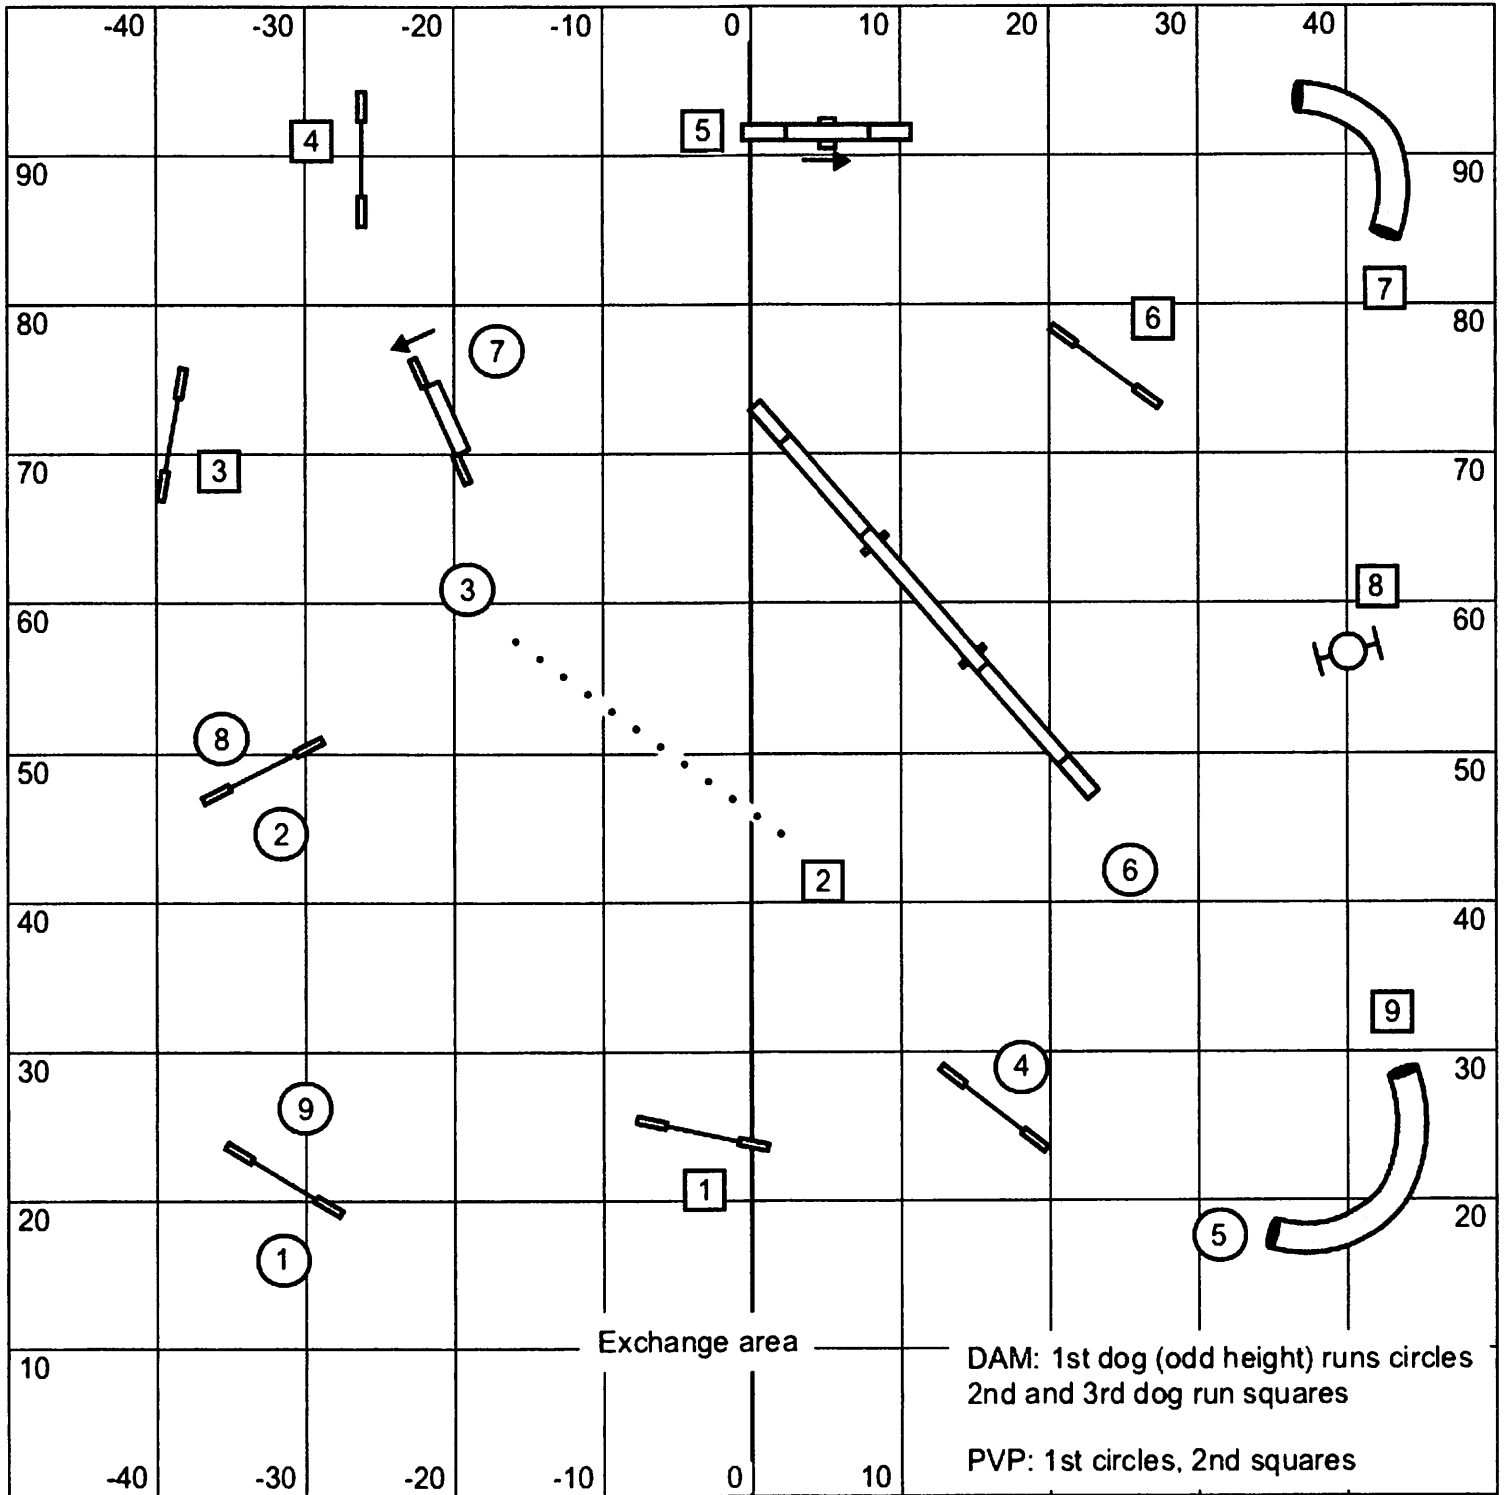 -40 -30 -20 -10 0 10 20 30 40
4 5
90 90
7
80 6 80
7
3
70 70
3 8
60 60
8
50 50
2
2 6
40 40
9
30 4 30
9
1
20 5 20
1
Exchange area
10 DAM: 1st dog (odd height) runs circles
2nd and 3rd dog run squares
PVP: 1st circles, 2nd squares
-40 -30 -20 -10 0 10